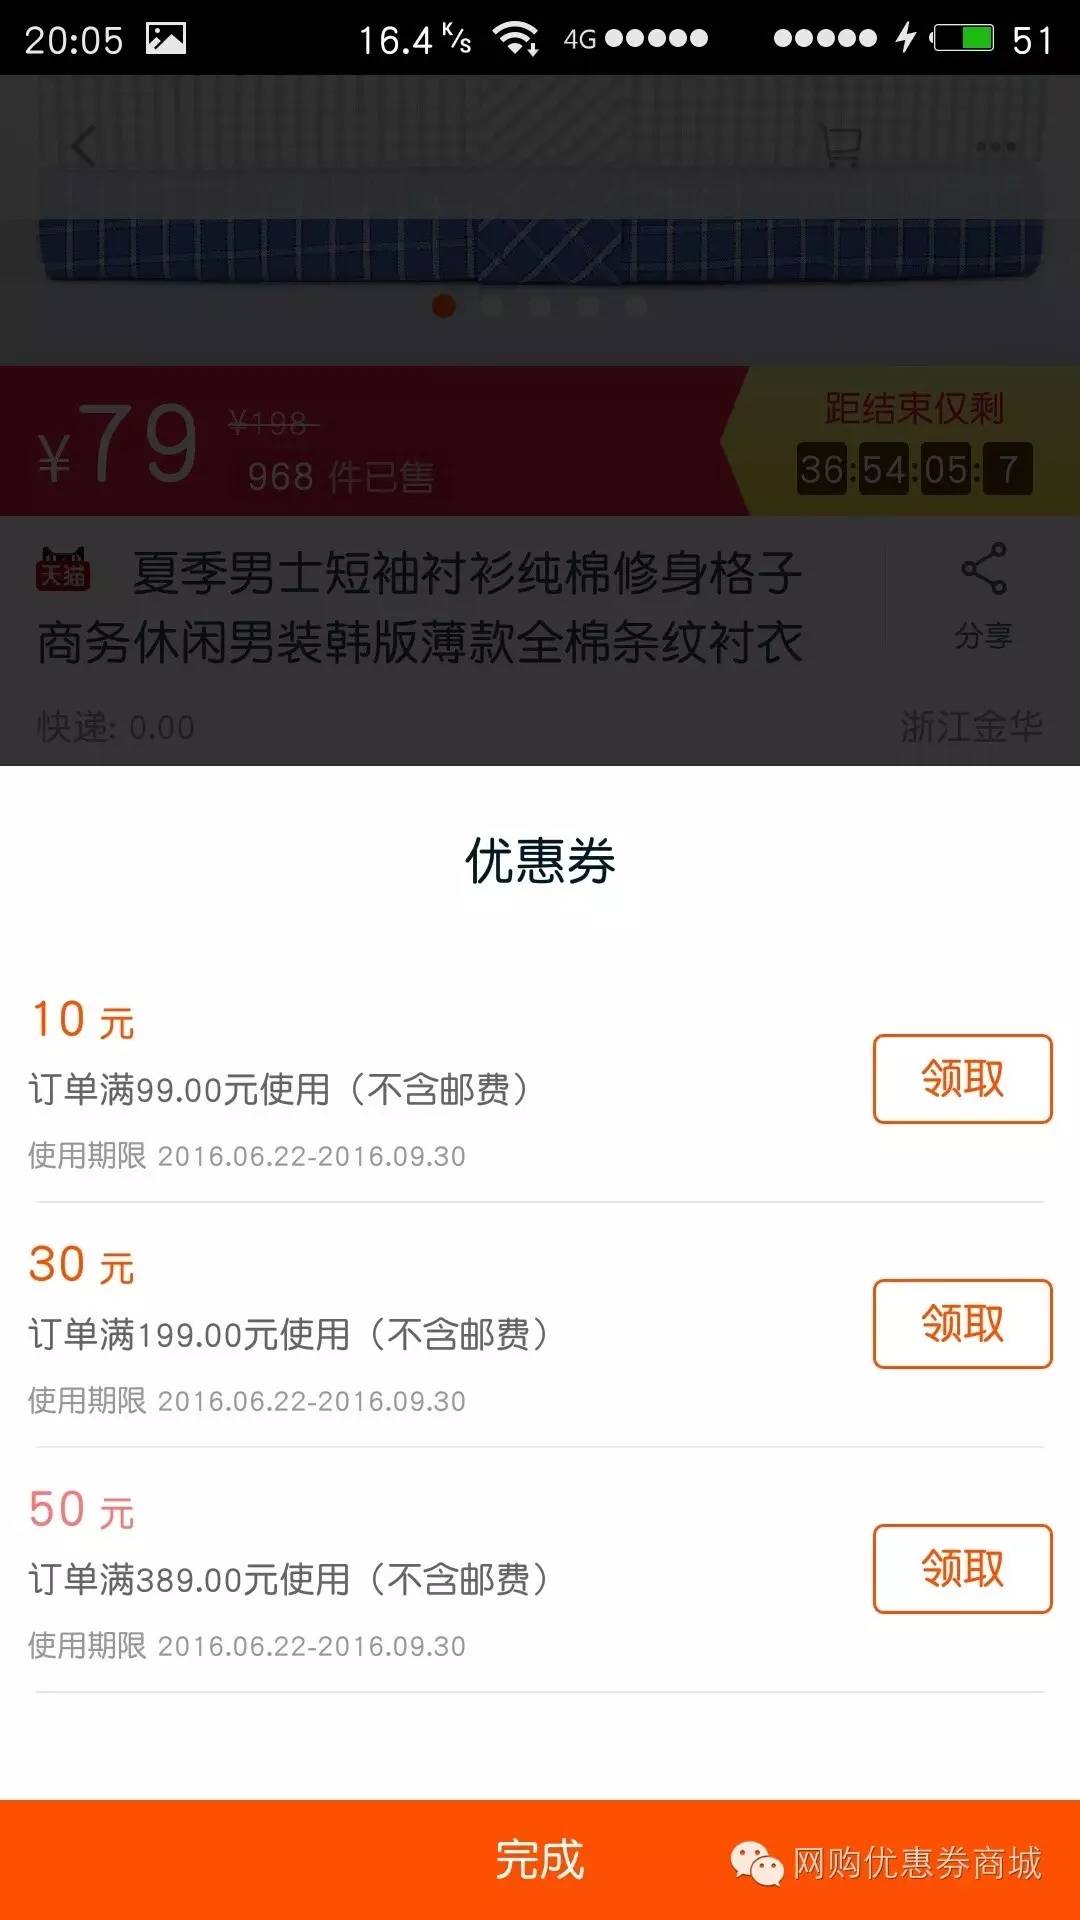 20:05 16.4 K/s 4G 51
距结束仅剩
¥79 ¥198
968 件已售
36:54:05:7
天猫 夏季男士短袖衬衫纯棉修身格子
商务休闲男装韩版薄款全棉条纹衬衣
分享
快递: 0.00 浙江金华
优惠券
10 元
订单满99.00元使用（不含邮费）
使用期限 2016.06.22-2016.09.30
领取
30 元
订单满199.00元使用（不含邮费）
使用期限 2016.06.22-2016.09.30
领取
50 元
订单满389.00元使用（不含邮费）
使用期限 2016.06.22-2016.09.30
领取
完成
网购优惠券商城